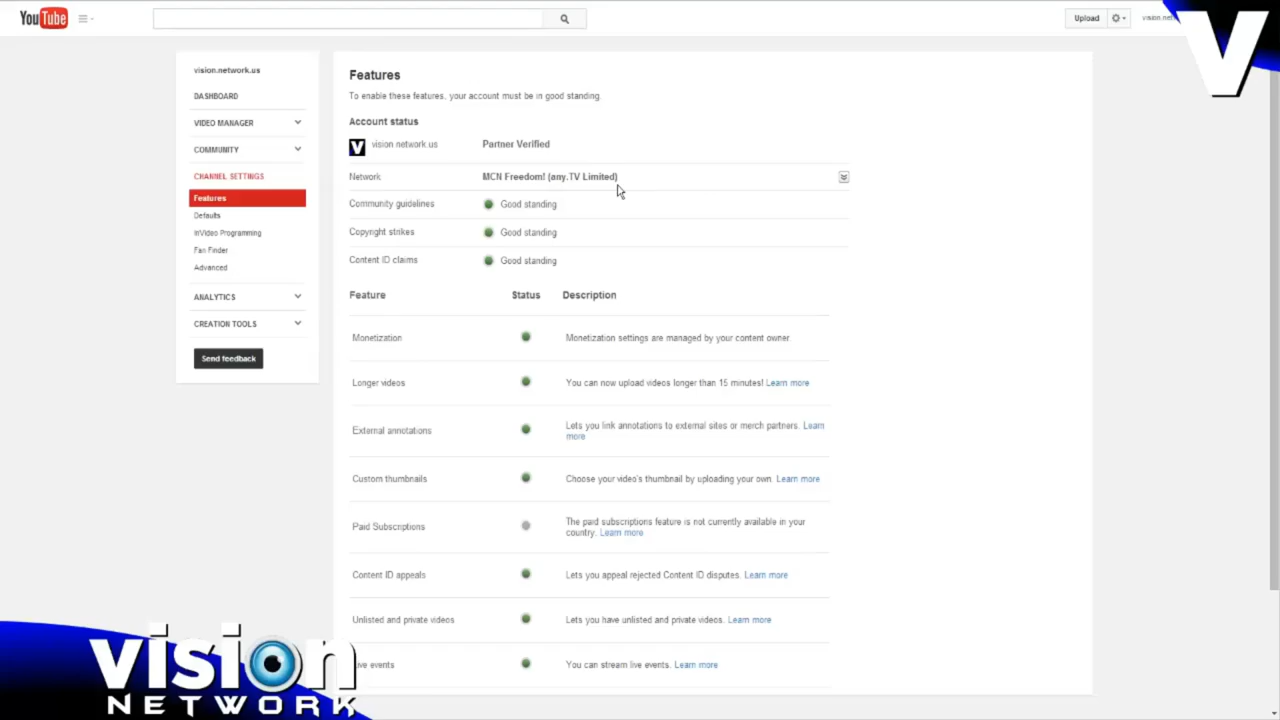 YouTube
Upload
V
vision.network.us
DASHBOARD
VIDEO MANAGER
COMMUNITY
CHANNEL SETTINGS
Features
Defaults
InVideo Programming
Fan Finder
Advanced
ANALYTICS
CREATION TOOLS
Send feedback
Features
To enable these features, your account must be in good standing.
Account status
V vision network.us Partner Verified
Network MCN Freedom! (any.TV Limited)
Community guidelines Good standing
Copyright strikes Good standing
Content ID claims Good standing
Feature Status Description
Monetization Monetization settings are managed by your content owner
Longer videos You can now upload videos longer than 15 minutes! Learn more
External annotations Lets you link annotations to external sites or merch partners. Learn
more
Custom thumbnails Choose your video's thumbnail by uploading your own. Learn more
Paid Subscriptions The paid subscriptions feature is not currently available in your
country. Learn more
Content ID appeals Lets you appeal rejected Content ID disputes. Learn more
Unlisted and private videos Lets you have unlisted and private videos. Learn more
events You can stream live events. Learn more
vision
NETWORK